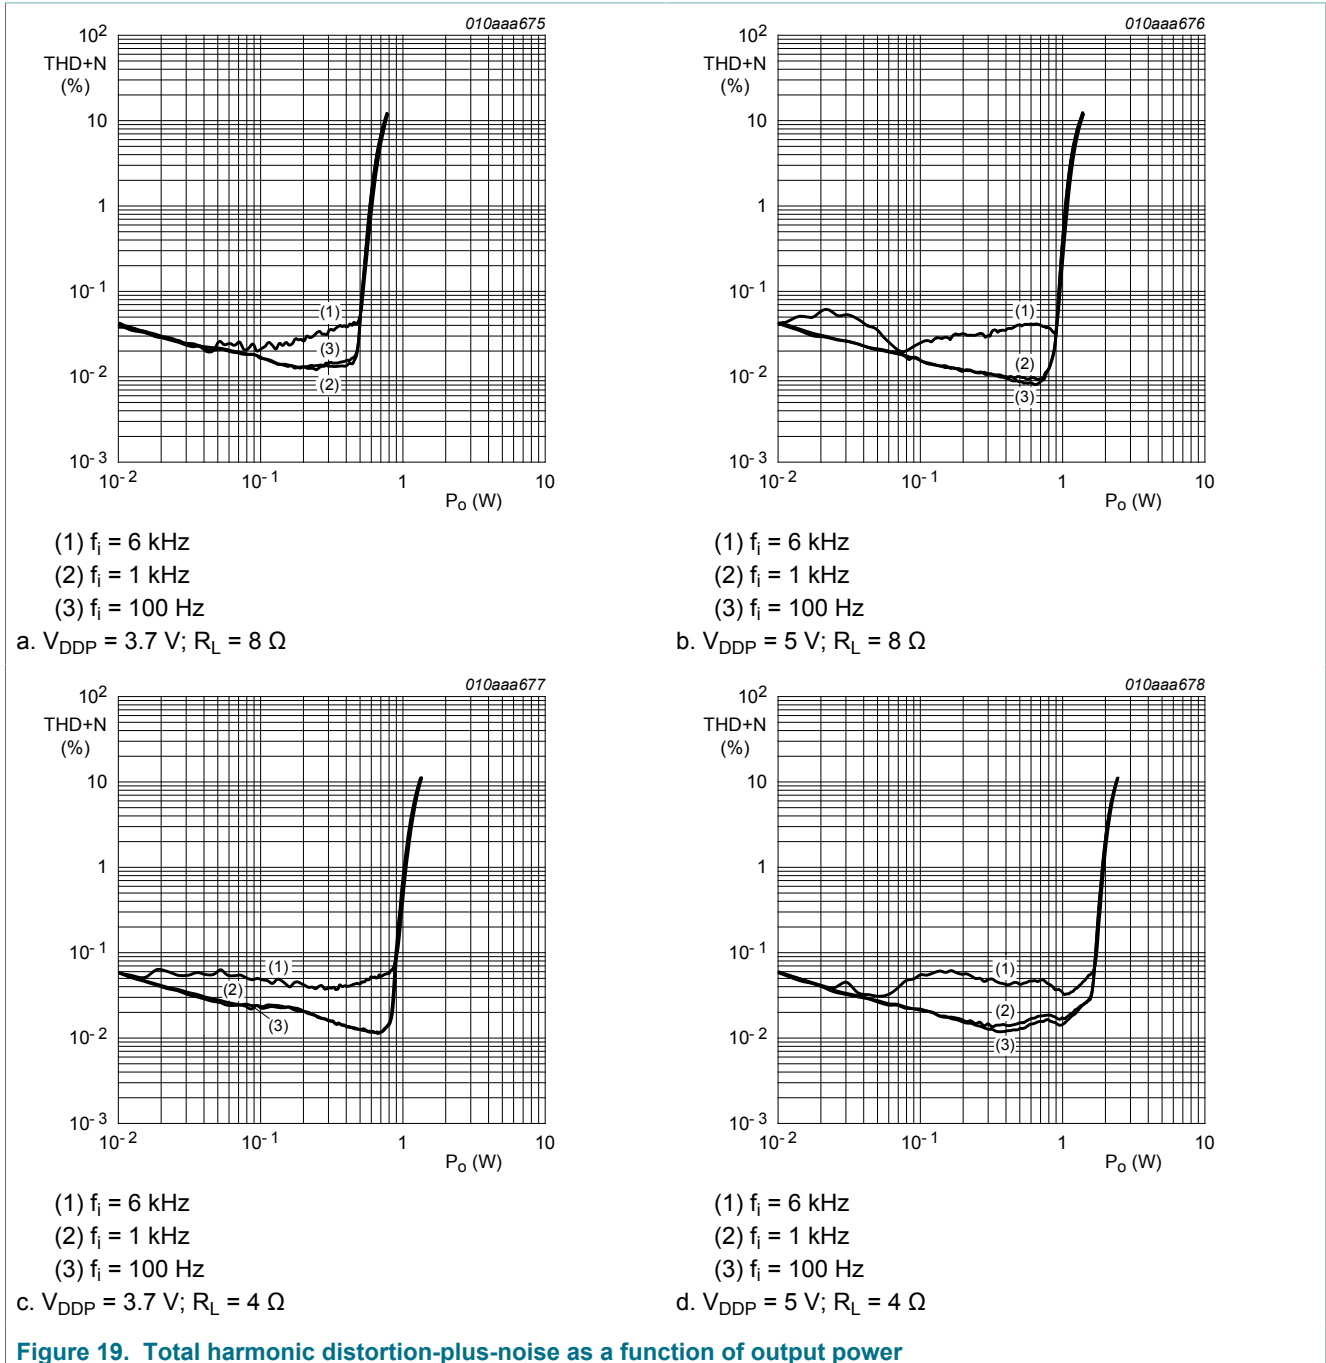 010aaa675
10²
THD+N
(%)
10
1
10⁻¹
10⁻²
10⁻³
(1)
(3)
(2)
10⁻² 10⁻¹ 1 10
Pₒ (W)
(1) fᵢ = 6 kHz
(2) fᵢ = 1 kHz
(3) fᵢ = 100 Hz
a. V_DDP = 3.7 V; R_L = 8 Ω
010aaa676
10²
THD+N
(%)
10
1
10⁻¹
10⁻²
10⁻³
(1)
(2)
(3)
10⁻² 10⁻¹ 1 10
Pₒ (W)
(1) fᵢ = 6 kHz
(2) fᵢ = 1 kHz
(3) fᵢ = 100 Hz
b. V_DDP = 5 V; R_L = 8 Ω
010aaa677
10²
THD+N
(%)
10
1
10⁻¹
10⁻²
10⁻³
(1)
(2)
(3)
10⁻² 10⁻¹ 1 10
Pₒ (W)
(1) fᵢ = 6 kHz
(2) fᵢ = 1 kHz
(3) fᵢ = 100 Hz
c. V_DDP = 3.7 V; R_L = 4 Ω
010aaa678
10²
THD+N
(%)
10
1
10⁻¹
10⁻²
10⁻³
(1)
(2)
(3)
10⁻² 10⁻¹ 1 10
Pₒ (W)
(1) fᵢ = 6 kHz
(2) fᵢ = 1 kHz
(3) fᵢ = 100 Hz
d. V_DDP = 5 V; R_L = 4 Ω
Figure 19. Total harmonic distortion-plus-noise as a function of output power